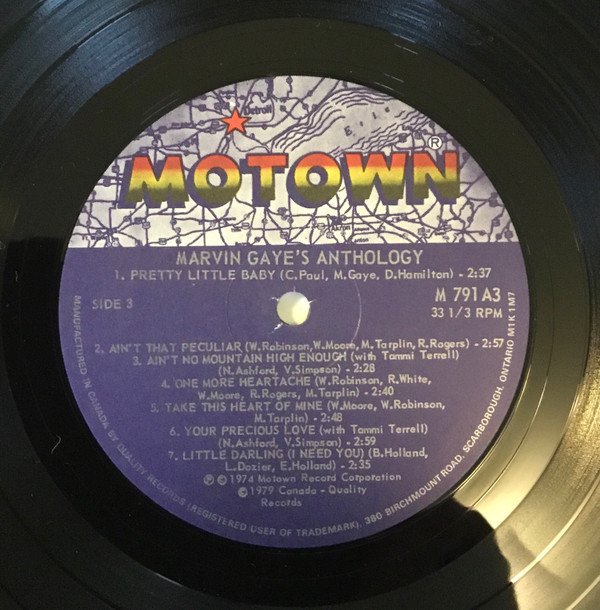 Detroit
Erie
MOTOWN®
Akron
MARVIN GAYE'S ANTHOLOGY
1. PRETTY LITTLE BABY (C.Paul, M.Gaye, D.Hamilton) - 2:37
SIDE 3
M 791 A3
33 1/3 RPM
2. AIN'T THAT PECULIAR (W.Robinson, W.Moore, M.Tarplin, R.Rogers) - 2:57
3. AIN'T NO MOUNTAIN HIGH ENOUGH (with Tammi Terrell)
(N.Ashford, V.Simpson) - 2:28
4. ONE MORE HEARTACHE (W.Robinson, R.White,
W.Moore, R.Rogers, M.Tarplin) - 2:40
5. TAKE THIS HEART OF MINE (W.Moore, W.Robinson,
M.Tarplin) - 2:48
6. YOUR PRECIOUS LOVE (with Tammi Terrell)
(N.Ashford, V.Simpson) - 2:59
7. LITTLE DARLING (I NEED YOU) (B.Holland,
L.Dozier, E.Holland) - 2:35
℗ © 1974 Motown Record Corporation
© 1979 Canada - Quality
Records
MANUFACTURED IN CANADA BY QUALITY RECORDS (REGISTERED USER OF TRADEMARK). 380 BIRCHMOUNT ROAD, SCARBOROUGH, ONTARIO M1K 1M7